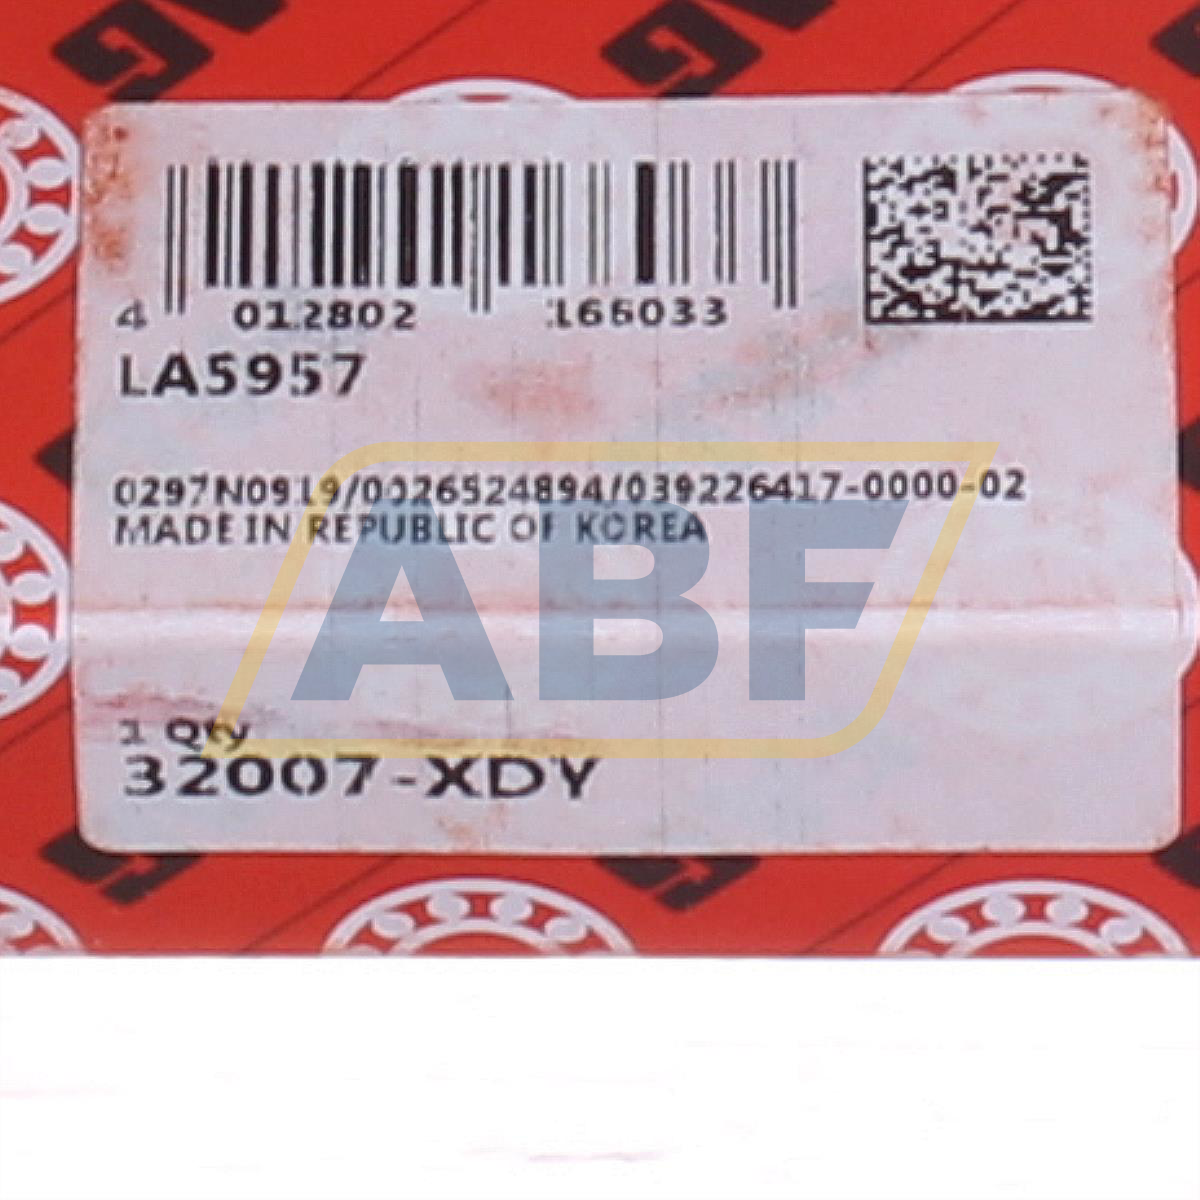 4 012802 166033
LA5957
0297N0919/0026524894/039226417-0000-02
MADE IN REPUBLIC OF KOREA
ABF
1 Qty
32007-XDY